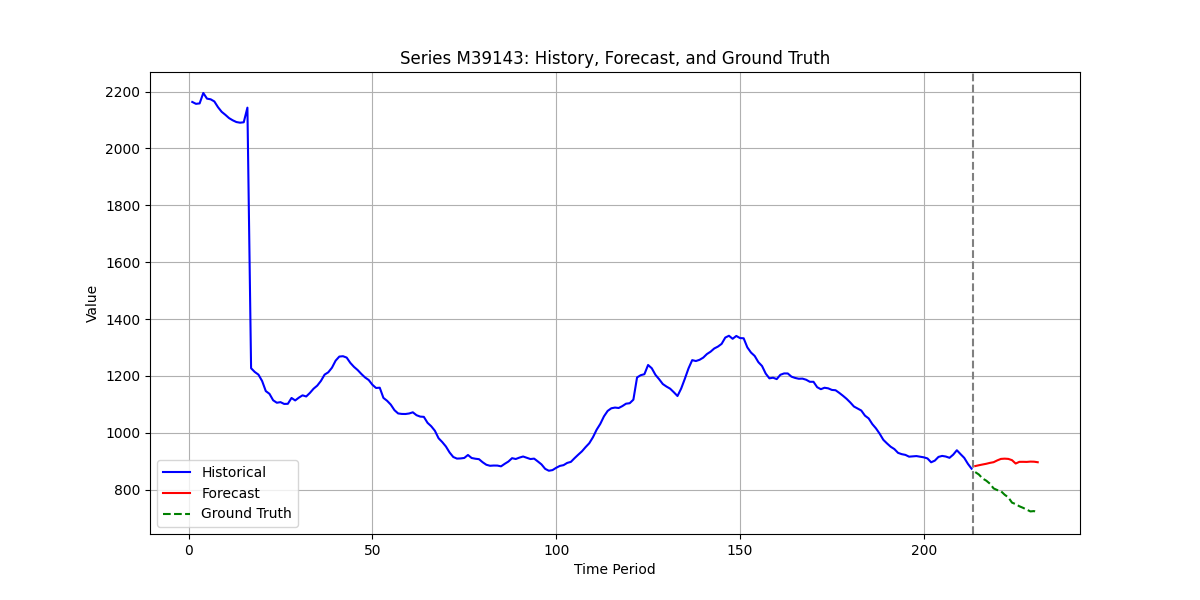 Series M39143: History, Forecast, and Ground Truth
Value
2200
2000
1800
1600
1400
1200
1000
800
Historical
Forecast
Ground Truth
0
50
100
150
200
Time Period